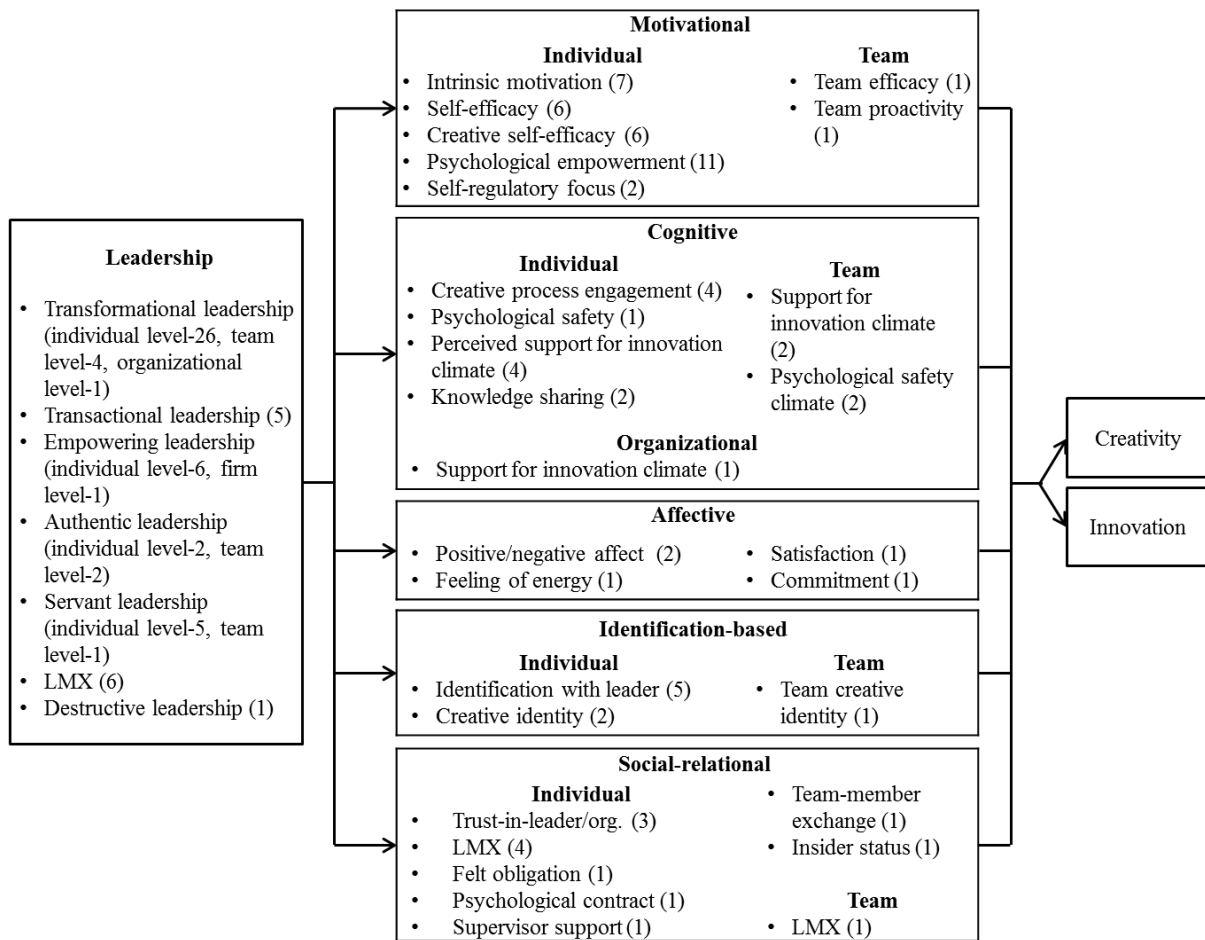 Leadership
• Transformational leadership
(individual level-26, team
level-4, organizational
level-1)
• Transactional leadership (5)
• Empowering leadership
(individual level-6, firm
level-1)
• Authentic leadership
(individual level-2, team
level-2)
• Servant leadership
(individual level-5, team
level-1)
• LMX (6)
• Destructive leadership (1)
Motivational
Individual
• Intrinsic motivation (7)
• Self-efficacy (6)
• Creative self-efficacy (6)
• Psychological empowerment (11)
• Self-regulatory focus (2)
Team
• Team efficacy (1)
• Team proactivity
(1)
Cognitive
Individual
• Creative process engagement (4)
• Psychological safety (1)
• Perceived support for innovation
climate (4)
• Knowledge sharing (2)
Team
• Support for
innovation climate
(2)
• Psychological safety
climate (2)
Organizational
• Support for innovation climate (1)
Affective
• Positive/negative affect (2)
• Feeling of energy (1)
• Satisfaction (1)
• Commitment (1)
Identification-based
Individual
• Identification with leader (5)
• Creative identity (2)
Team
• Team creative
identity (1)
Social-relational
Individual
• Trust-in-leader/org. (3)
• LMX (4)
• Felt obligation (1)
• Psychological contract (1)
• Supervisor support (1)
• Team-member
exchange (1)
• Insider status (1)
Team
• LMX (1)
Creativity
Innovation